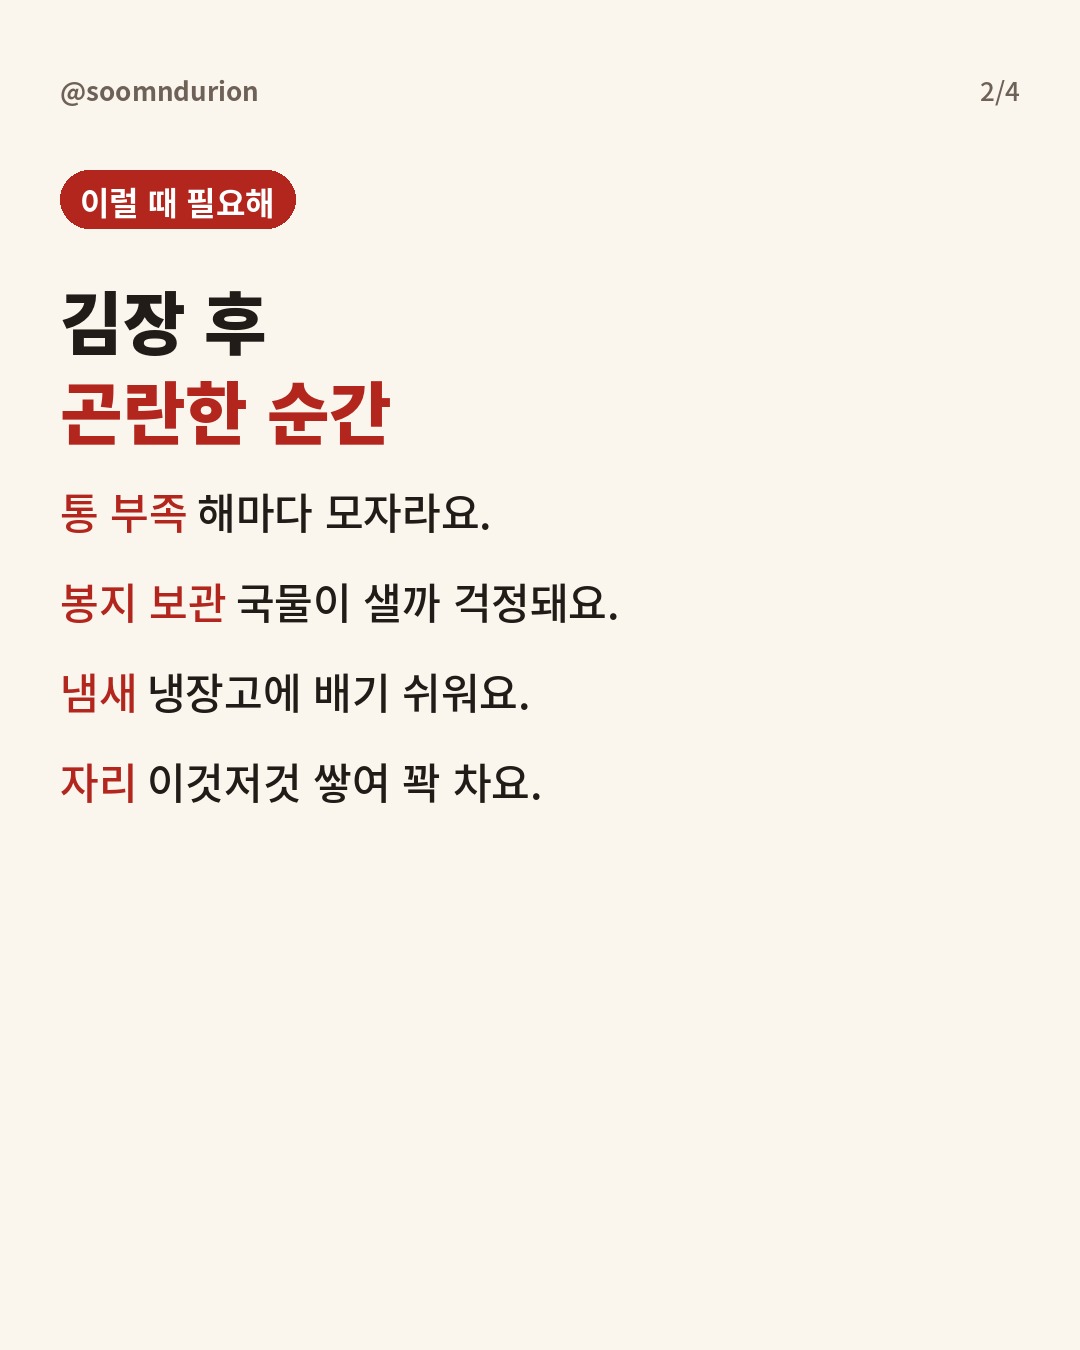 @soomndurion
2/4
이럴 때 필요해
김장 후
곤란한 순간
통 부족 해마다 모자라요.
봉지 보관 국물이 샐까 걱정돼요.
냄새 냉장고에 배기 쉬워요.
자리 이것저것 쌓여 꽉 차요.